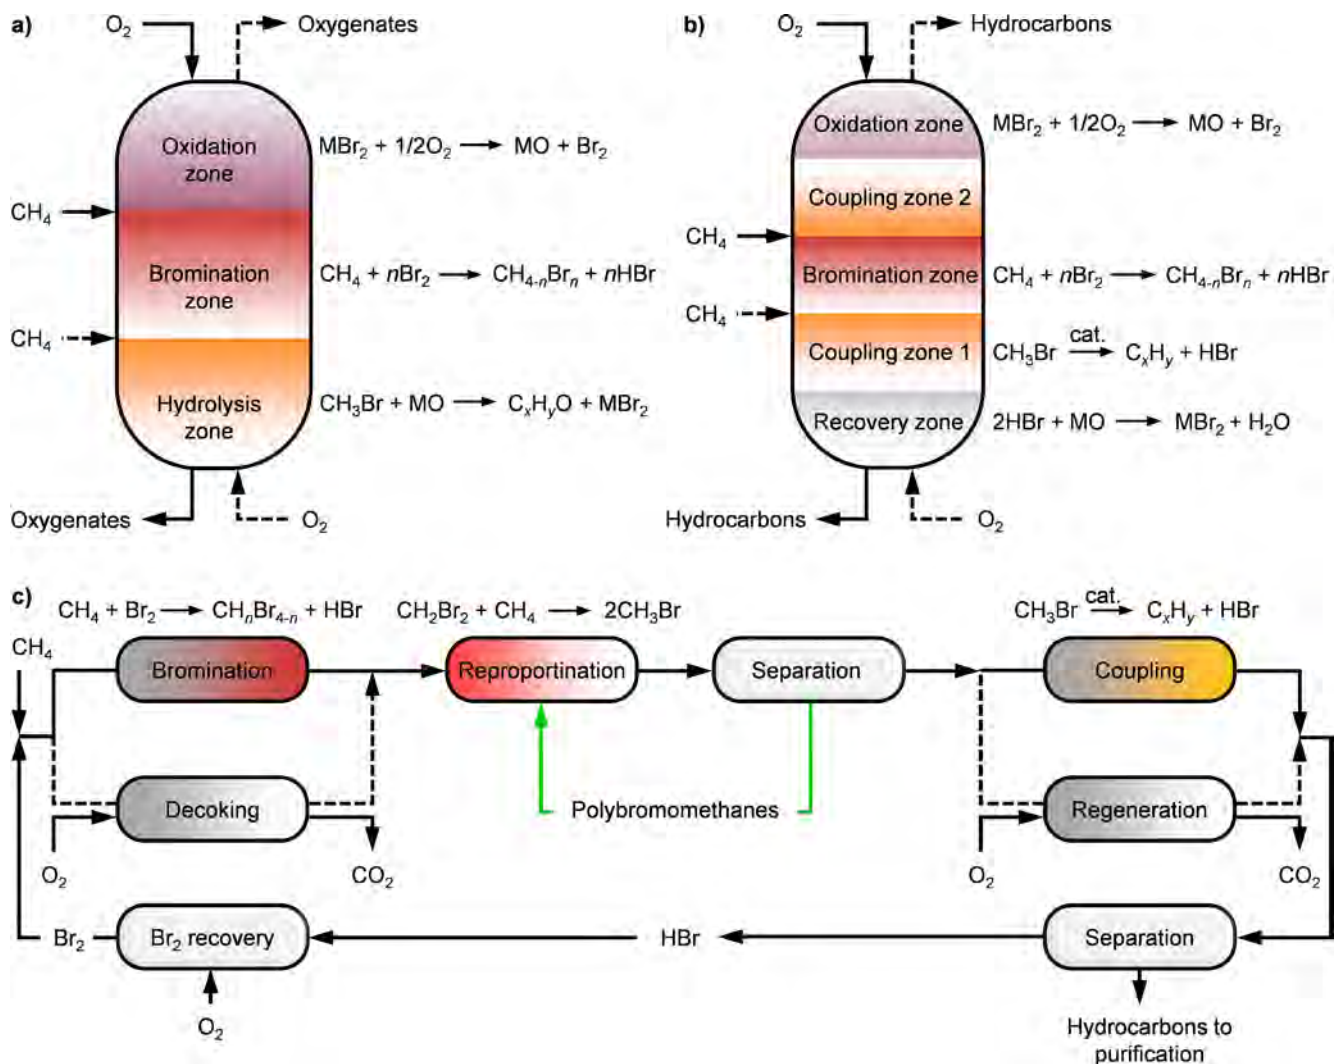 a)
O₂
Oxygenates
Oxidation
zone
MBr₂ + 1/2O₂ ⟶ MO + Br₂
CH₄
Bromination
zone
CH₄ + nBr₂ ⟶ CH₄₋ₙBrₙ + nHBr
CH₄
Hydrolysis
zone
CH₃Br + MO ⟶ CₓHᵧO + MBr₂
Oxygenates
O₂
b)
O₂
Hydrocarbons
Oxidation zone
MBr₂ + 1/2O₂ ⟶ MO + Br₂
Coupling zone 2
CH₄
Bromination zone
CH₄ + nBr₂ ⟶ CH₄₋ₙBrₙ + nHBr
CH₄
Coupling zone 1
cat.
CH₃Br ⟶ CₓHᵧ + HBr
Recovery zone
2HBr + MO ⟶ MBr₂ + H₂O
Hydrocarbons
O₂
c)
CH₄ + Br₂ ⟶ CHₙBr₄₋ₙ + HBr
CH₂Br₂ + CH₄ ⟶ 2CH₃Br
cat.
CH₃Br ⟶ CₓHᵧ + HBr
CH₄
Bromination
Reproportination
Separation
Coupling
Decoking
Polybromomethanes
Regeneration
O₂
CO₂
O₂
CO₂
Br₂
Br₂ recovery
HBr
Separation
O₂
Hydrocarbons to
purification